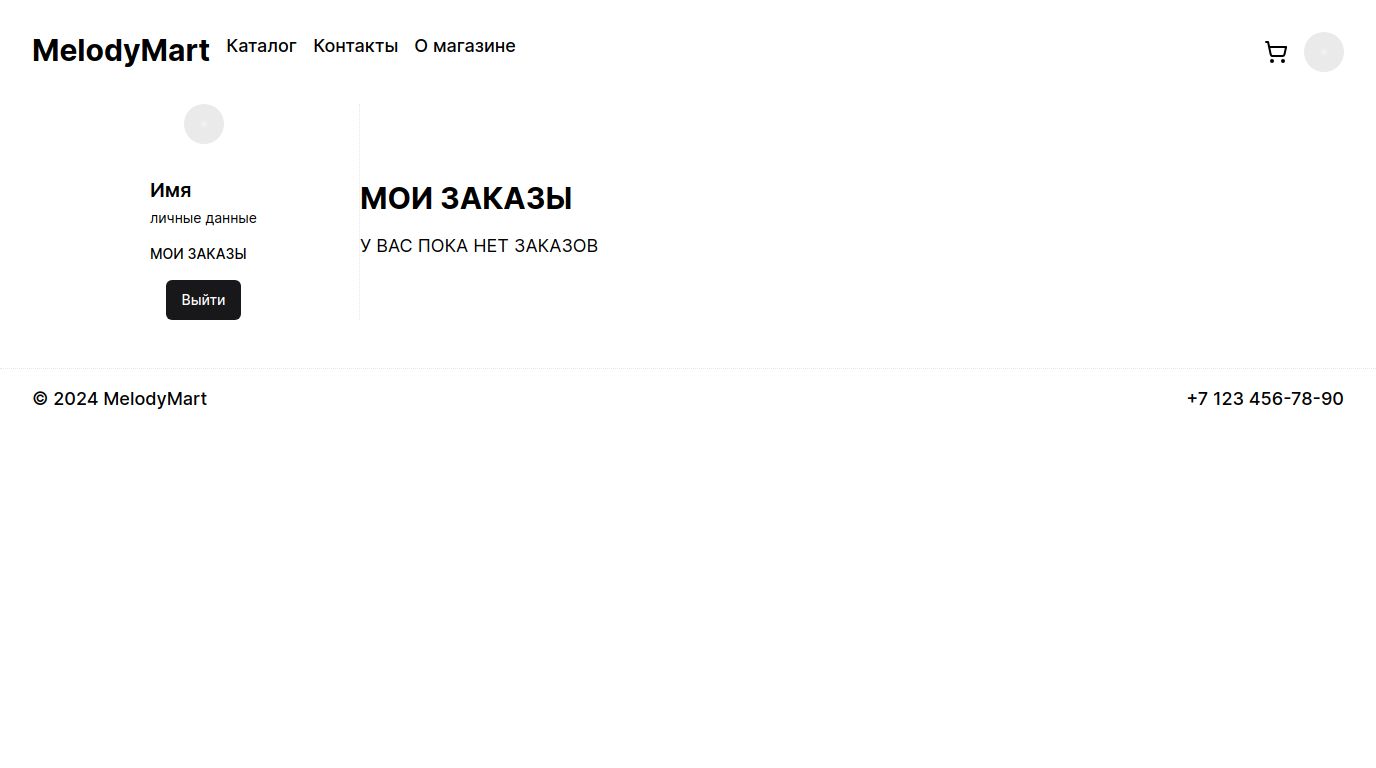 MelodyMart Каталог Контакты О магазине
Имя
личные данные
МОИ ЗАКАЗЫ
Выйти
МОИ ЗАКАЗЫ
У ВАС ПОКА НЕТ ЗАКАЗОВ
© 2024 MelodyMart
+7 123 456-78-90